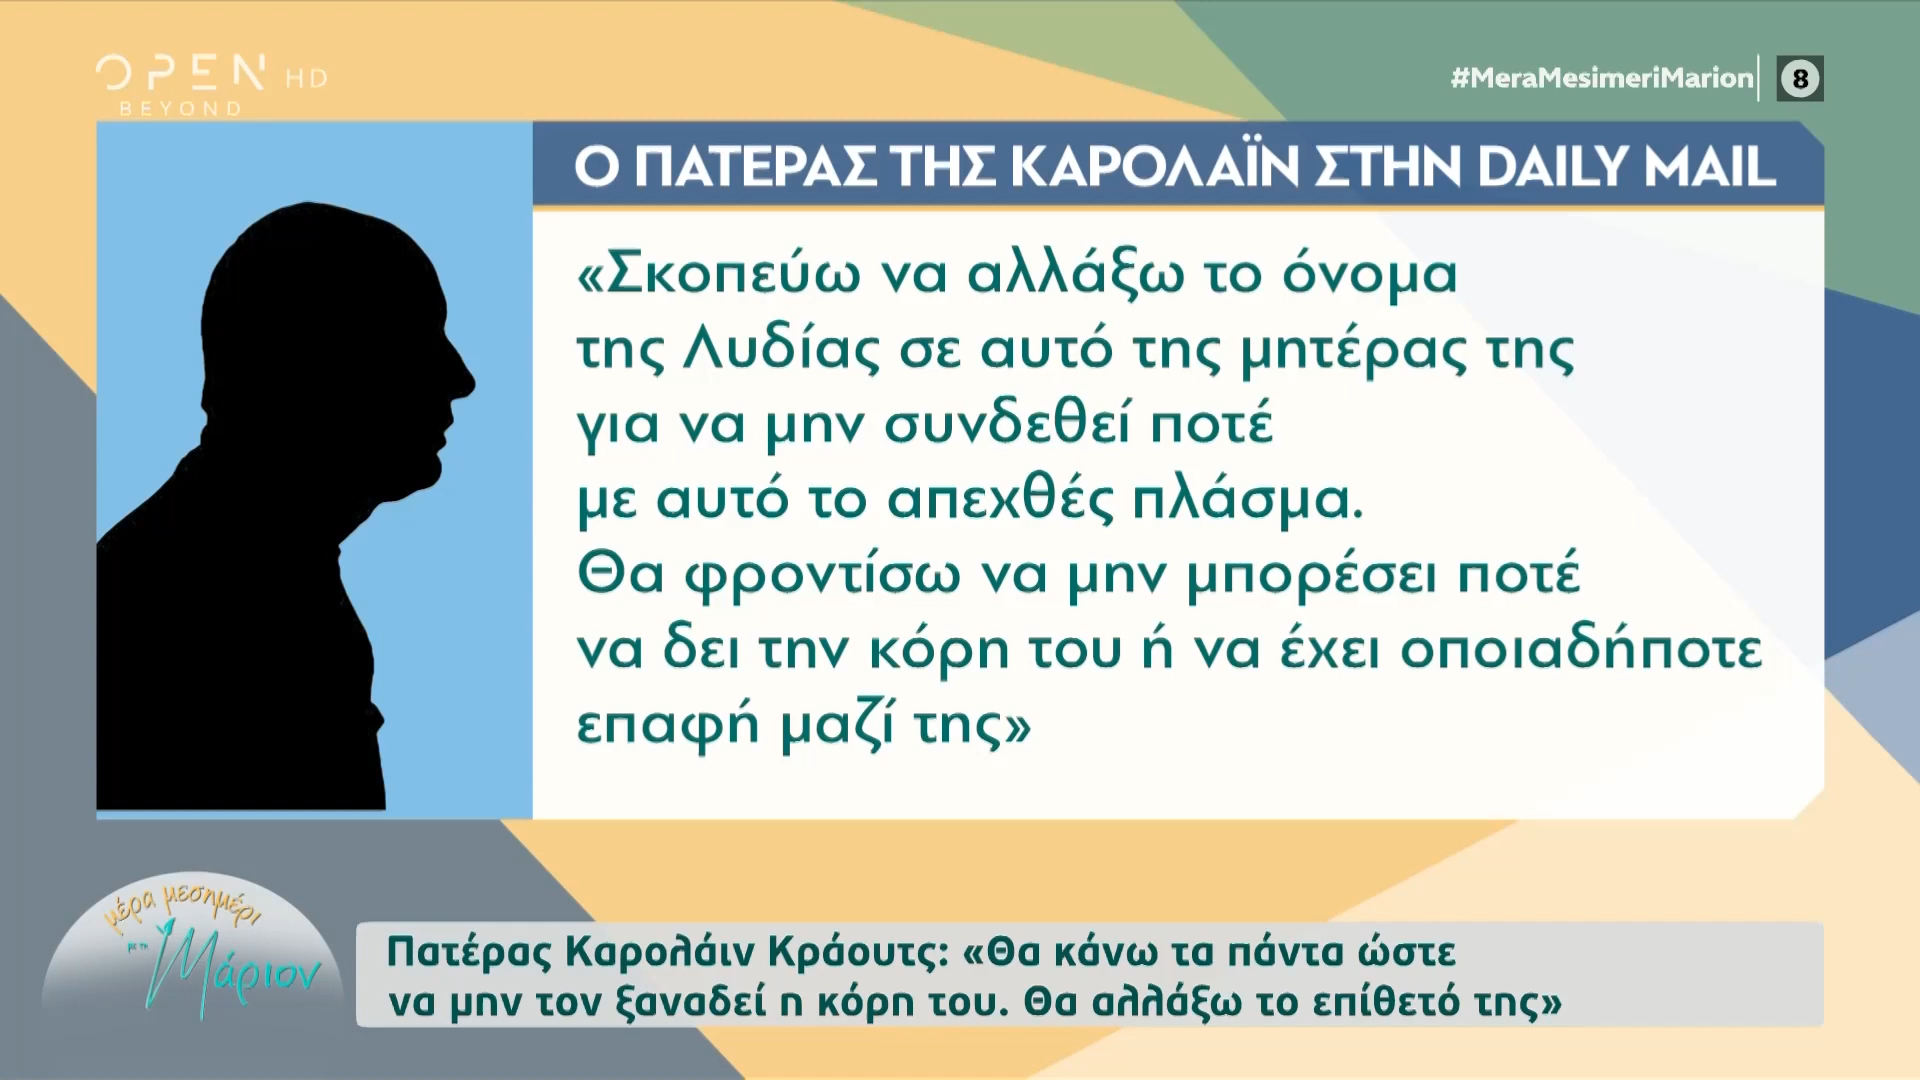 OPEN HD
BEYOND
#MeraMesimeriMarion
8
Ο ΠΑΤΕΡΑΣ ΤΗΣ ΚΑΡΟΛΑΪΝ ΣΤΗΝ DAILY MAIL
«Σκοπεύω να αλλάξω το όνομα
της Λυδίας σε αυτό της μητέρας της
για να μην συνδεθεί ποτέ
με αυτό το απεχθές πλάσμα.
Θα φροντίσω να μην μπορέσει ποτέ
να δει την κόρη του ή να έχει οποιαδήποτε
επαφή μαζί της»
μέρα μεσημέρι
με τη
Μάριον
Πατέρας Καρολάιν Κράουτς: «Θα κάνω τα πάντα ώστε
να μην τον ξαναδεί η κόρη του. Θα αλλάξω το επίθετό της»